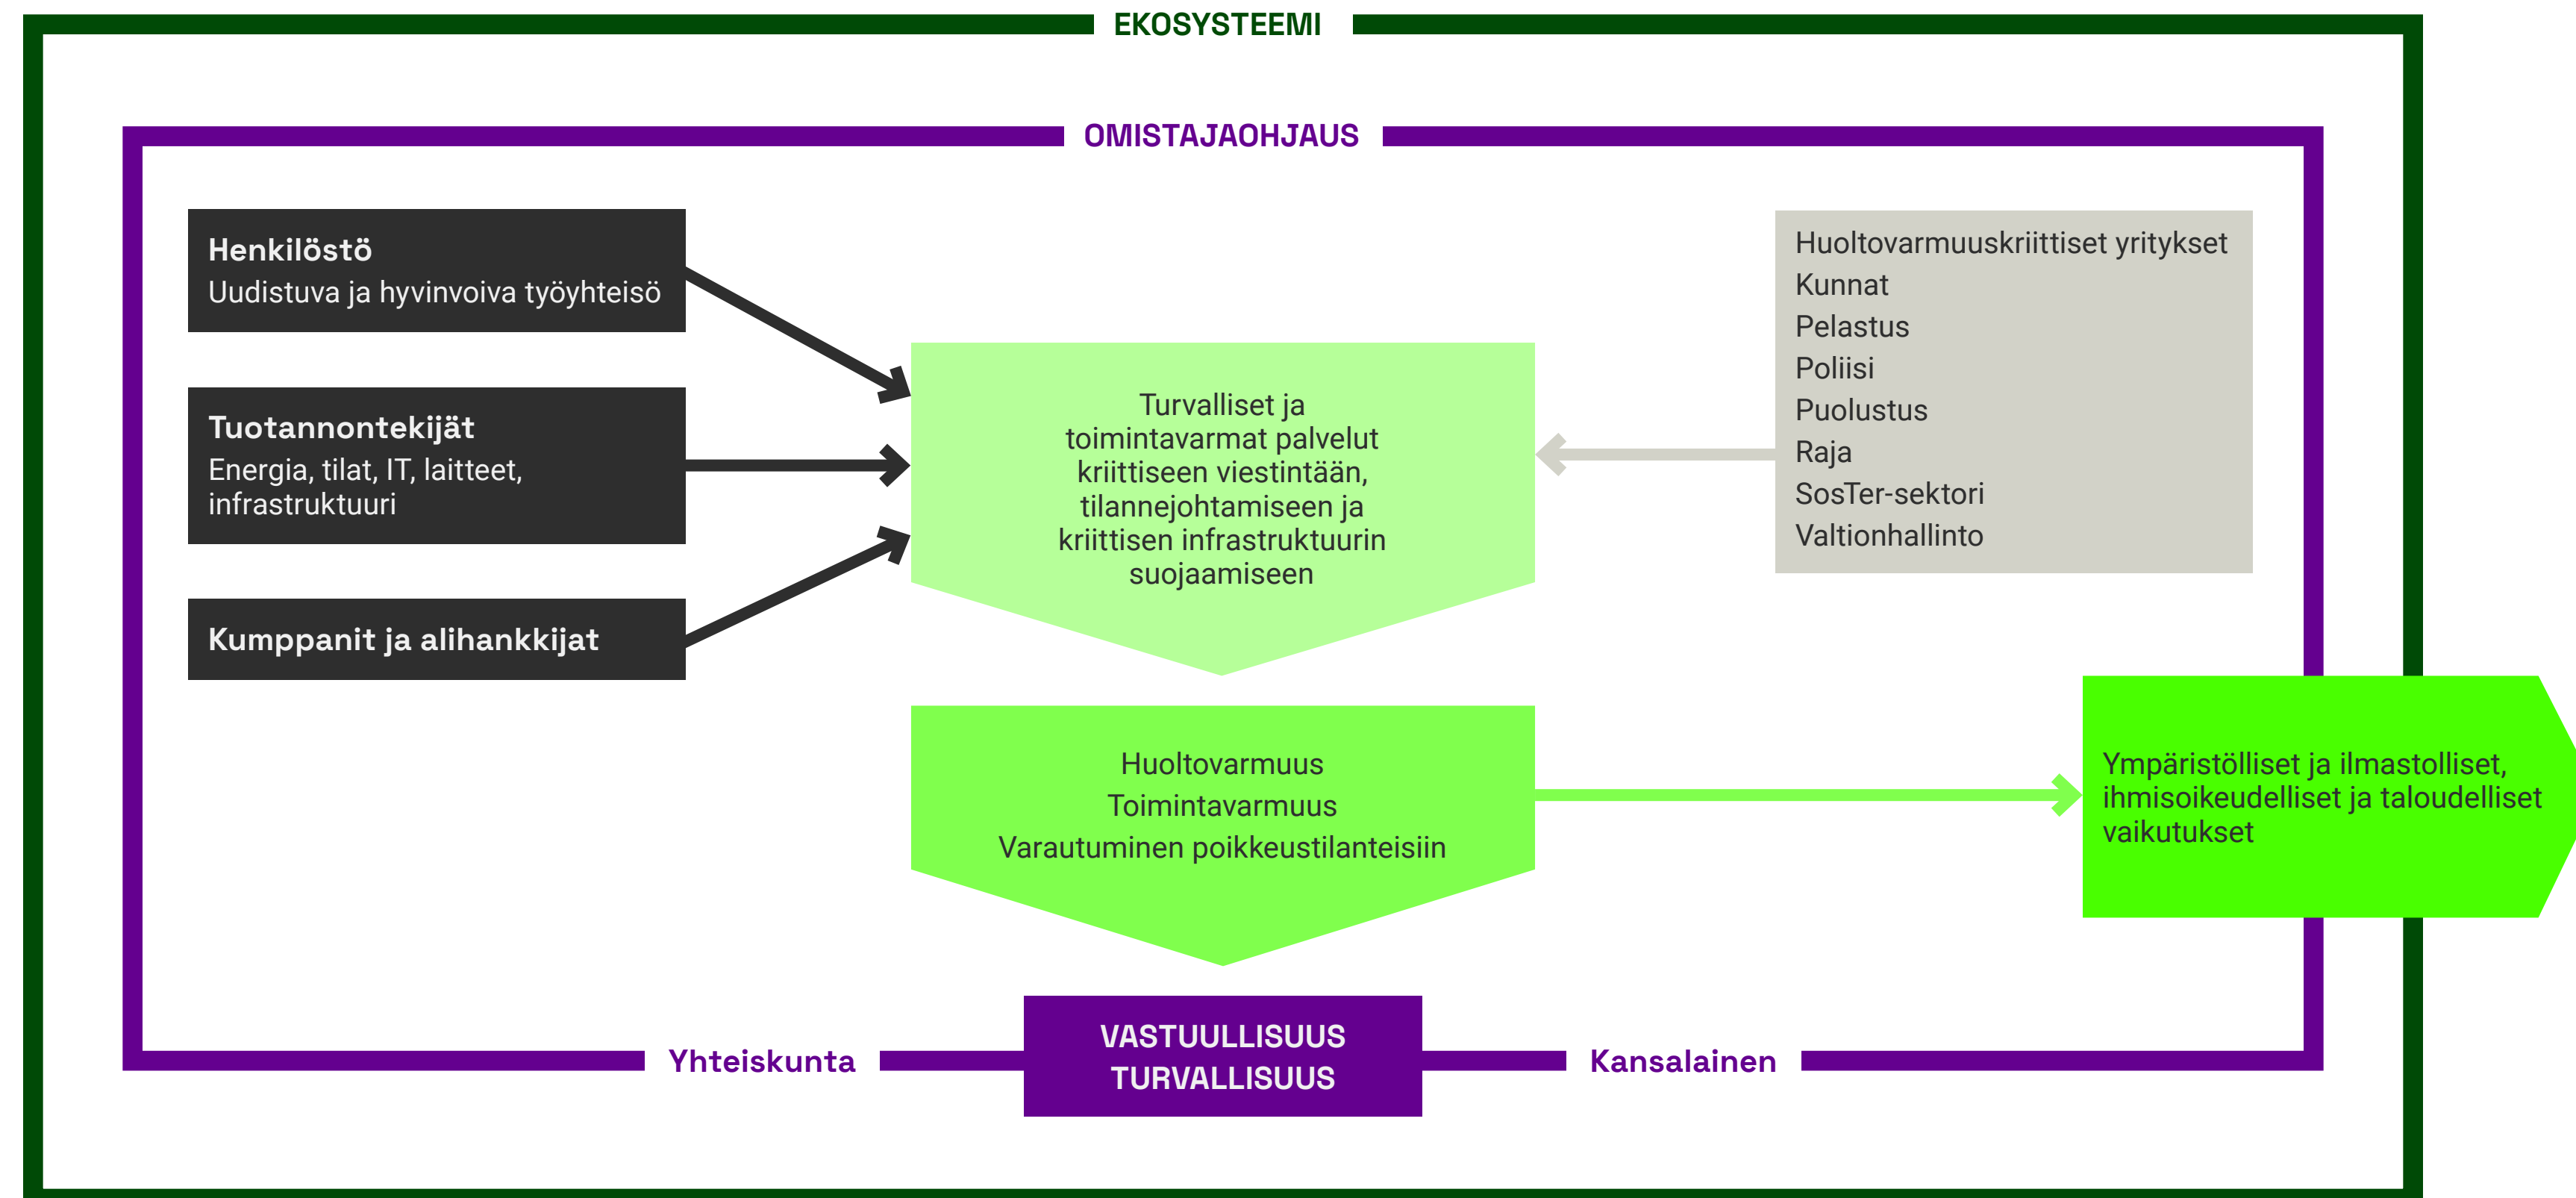 EKOSYSTEEMI
OMISTAJAOHJAUS
Henkilöstö
Uudistuva ja hyvinvoiva työyhteisö
Tuotannontekijät
Energia, tilat, IT, laitteet,
infrastruktuuri
Kumppanit ja alihankkijat
Turvalliset ja
toimintavarmat palvelut
kriittiseen viestintään,
tilannejohtamiseen ja
kriittisen infrastruktuurin
suojaamiseen
Huoltovarmuuskriittiset yritykset
Kunnat
Pelastus
Poliisi
Puolustus
Raja
SosTer-sektori
Valtionhallinto
Huoltovarmuus
Toimintavarmuus
Varautuminen poikkeustilanteisiin
Ympäristölliset ja ilmastolliset,
ihmisoikeudelliset ja taloudelliset
vaikutukset
Yhteiskunta
VASTUULLISUUS
TURVALLISUUS
Kansalainen